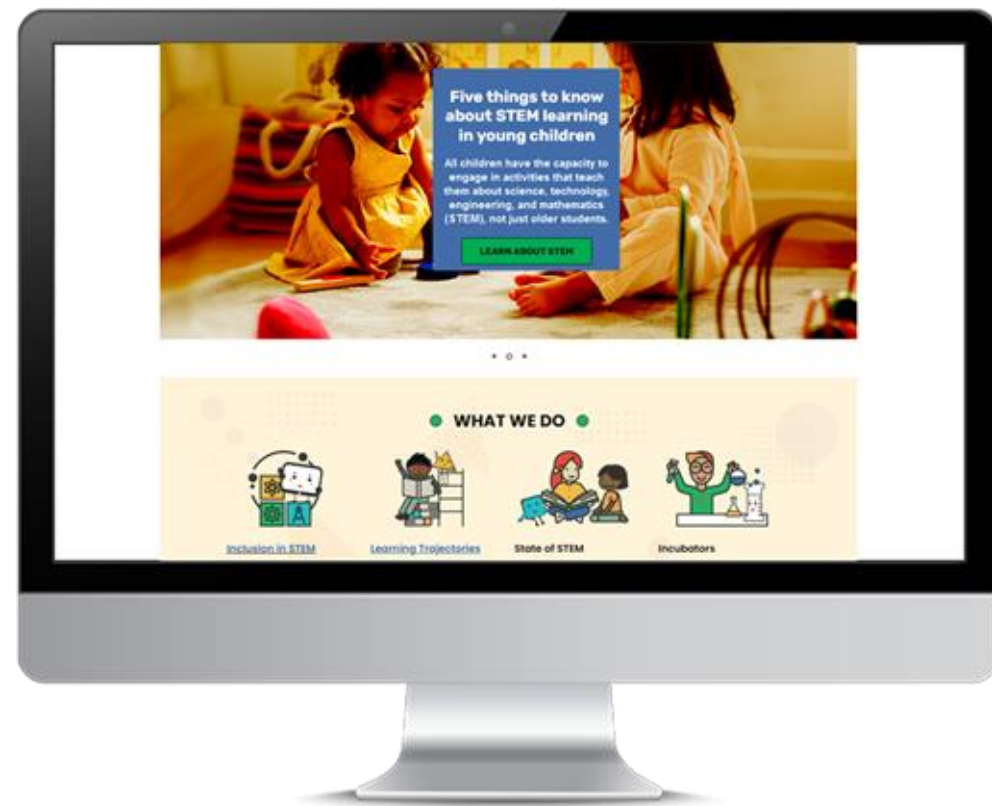 Five things to know
about STEM learning
in young children
All children have the capacity to
engage in activities that teach
them about science, technology,
engineering, and mathematics
(STEM), not just older students.
LEARN ABOUT STEM
WHAT WE DO
A
Inclusion in STEM
Learning Trajectories
State of STEM
Incubators